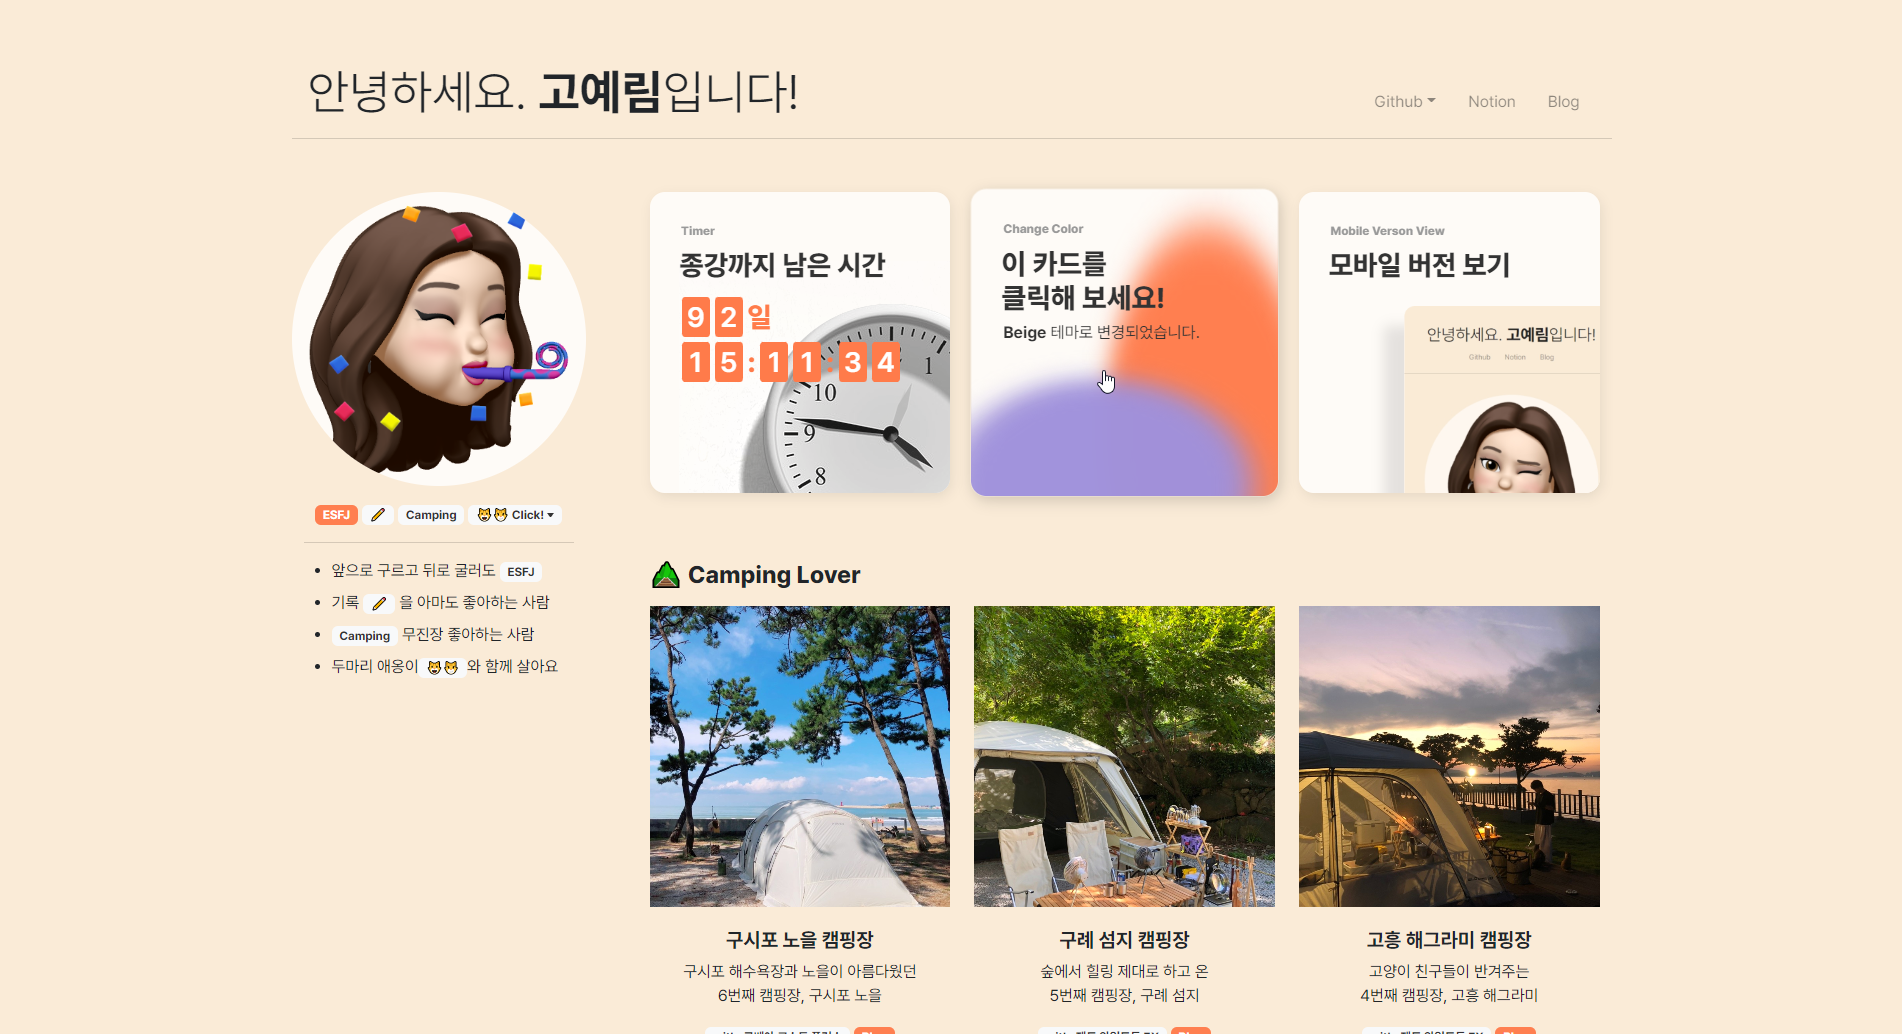 안녕하세요. 고예림입니다!
Github Notion Blog
ESFJ Camping Click!
앞으로 구르고 뒤로 굴러도 ESFJ
기록 을 아마도 좋아하는 사람
Camping 무진장 좋아하는 사람
두마리 애옹이 와 함께 살아요
Timer
종강까지 남은 시간
92일
15:11:34
1
10
9
8
Change Color
이 카드를
클릭해 보세요!
Beige 테마로 변경되었습니다.
Mobile Verson View
모바일 버전 보기
안녕하세요. 고예림입니다!
Github Notion Blog
Camping Lover
구시포 노을 캠핑장
구시포 해수욕장과 노을이 아름다웠던
6번째 캠핑장, 구시포 노을
구례 섬지 캠핑장
숲에서 힐링 제대로 하고 온
5번째 캠핑장, 구례 섬지
고흥 해그라미 캠핑장
고양이 친구들이 반겨주는
4번째 캠핑장, 고흥 해그라미